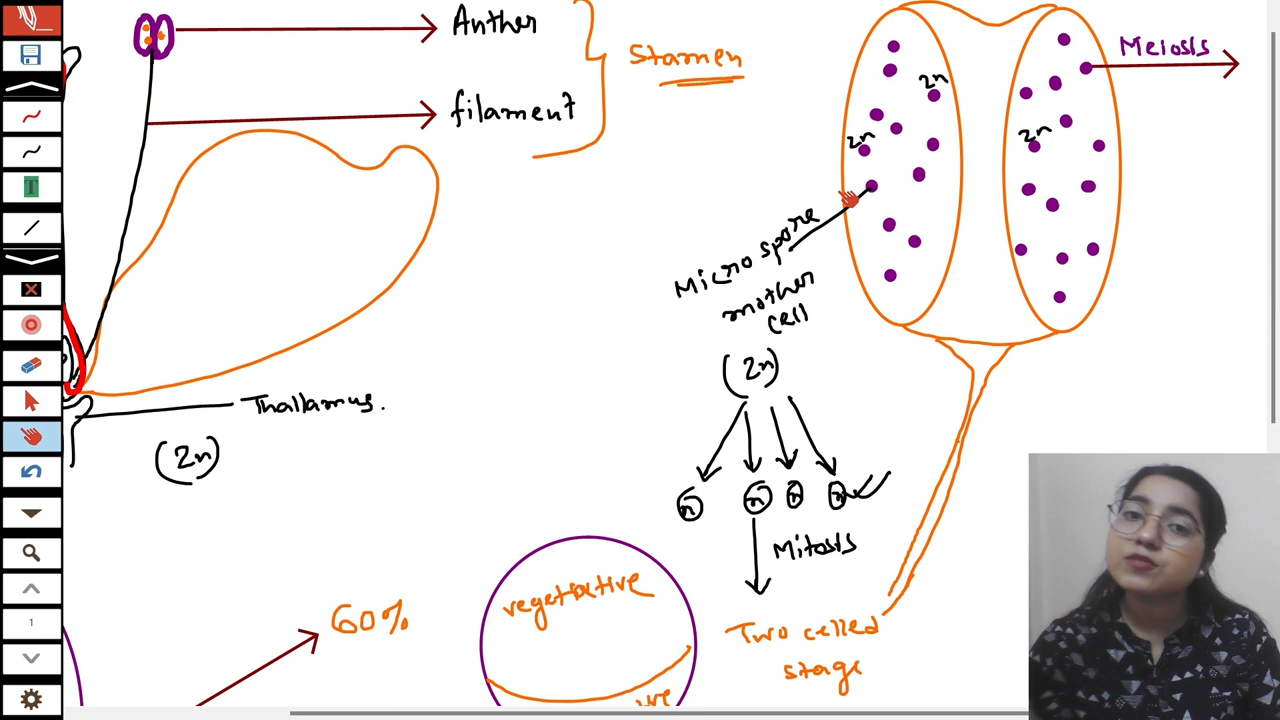 Anther
filament
Stamen
Meiosis
2n
2n
2n
Micro spore
mother
cell
(2n)
n n n n
Mitosis
Two celled
stage
Thallamus.
(2n)
60%
vegetative
T
1